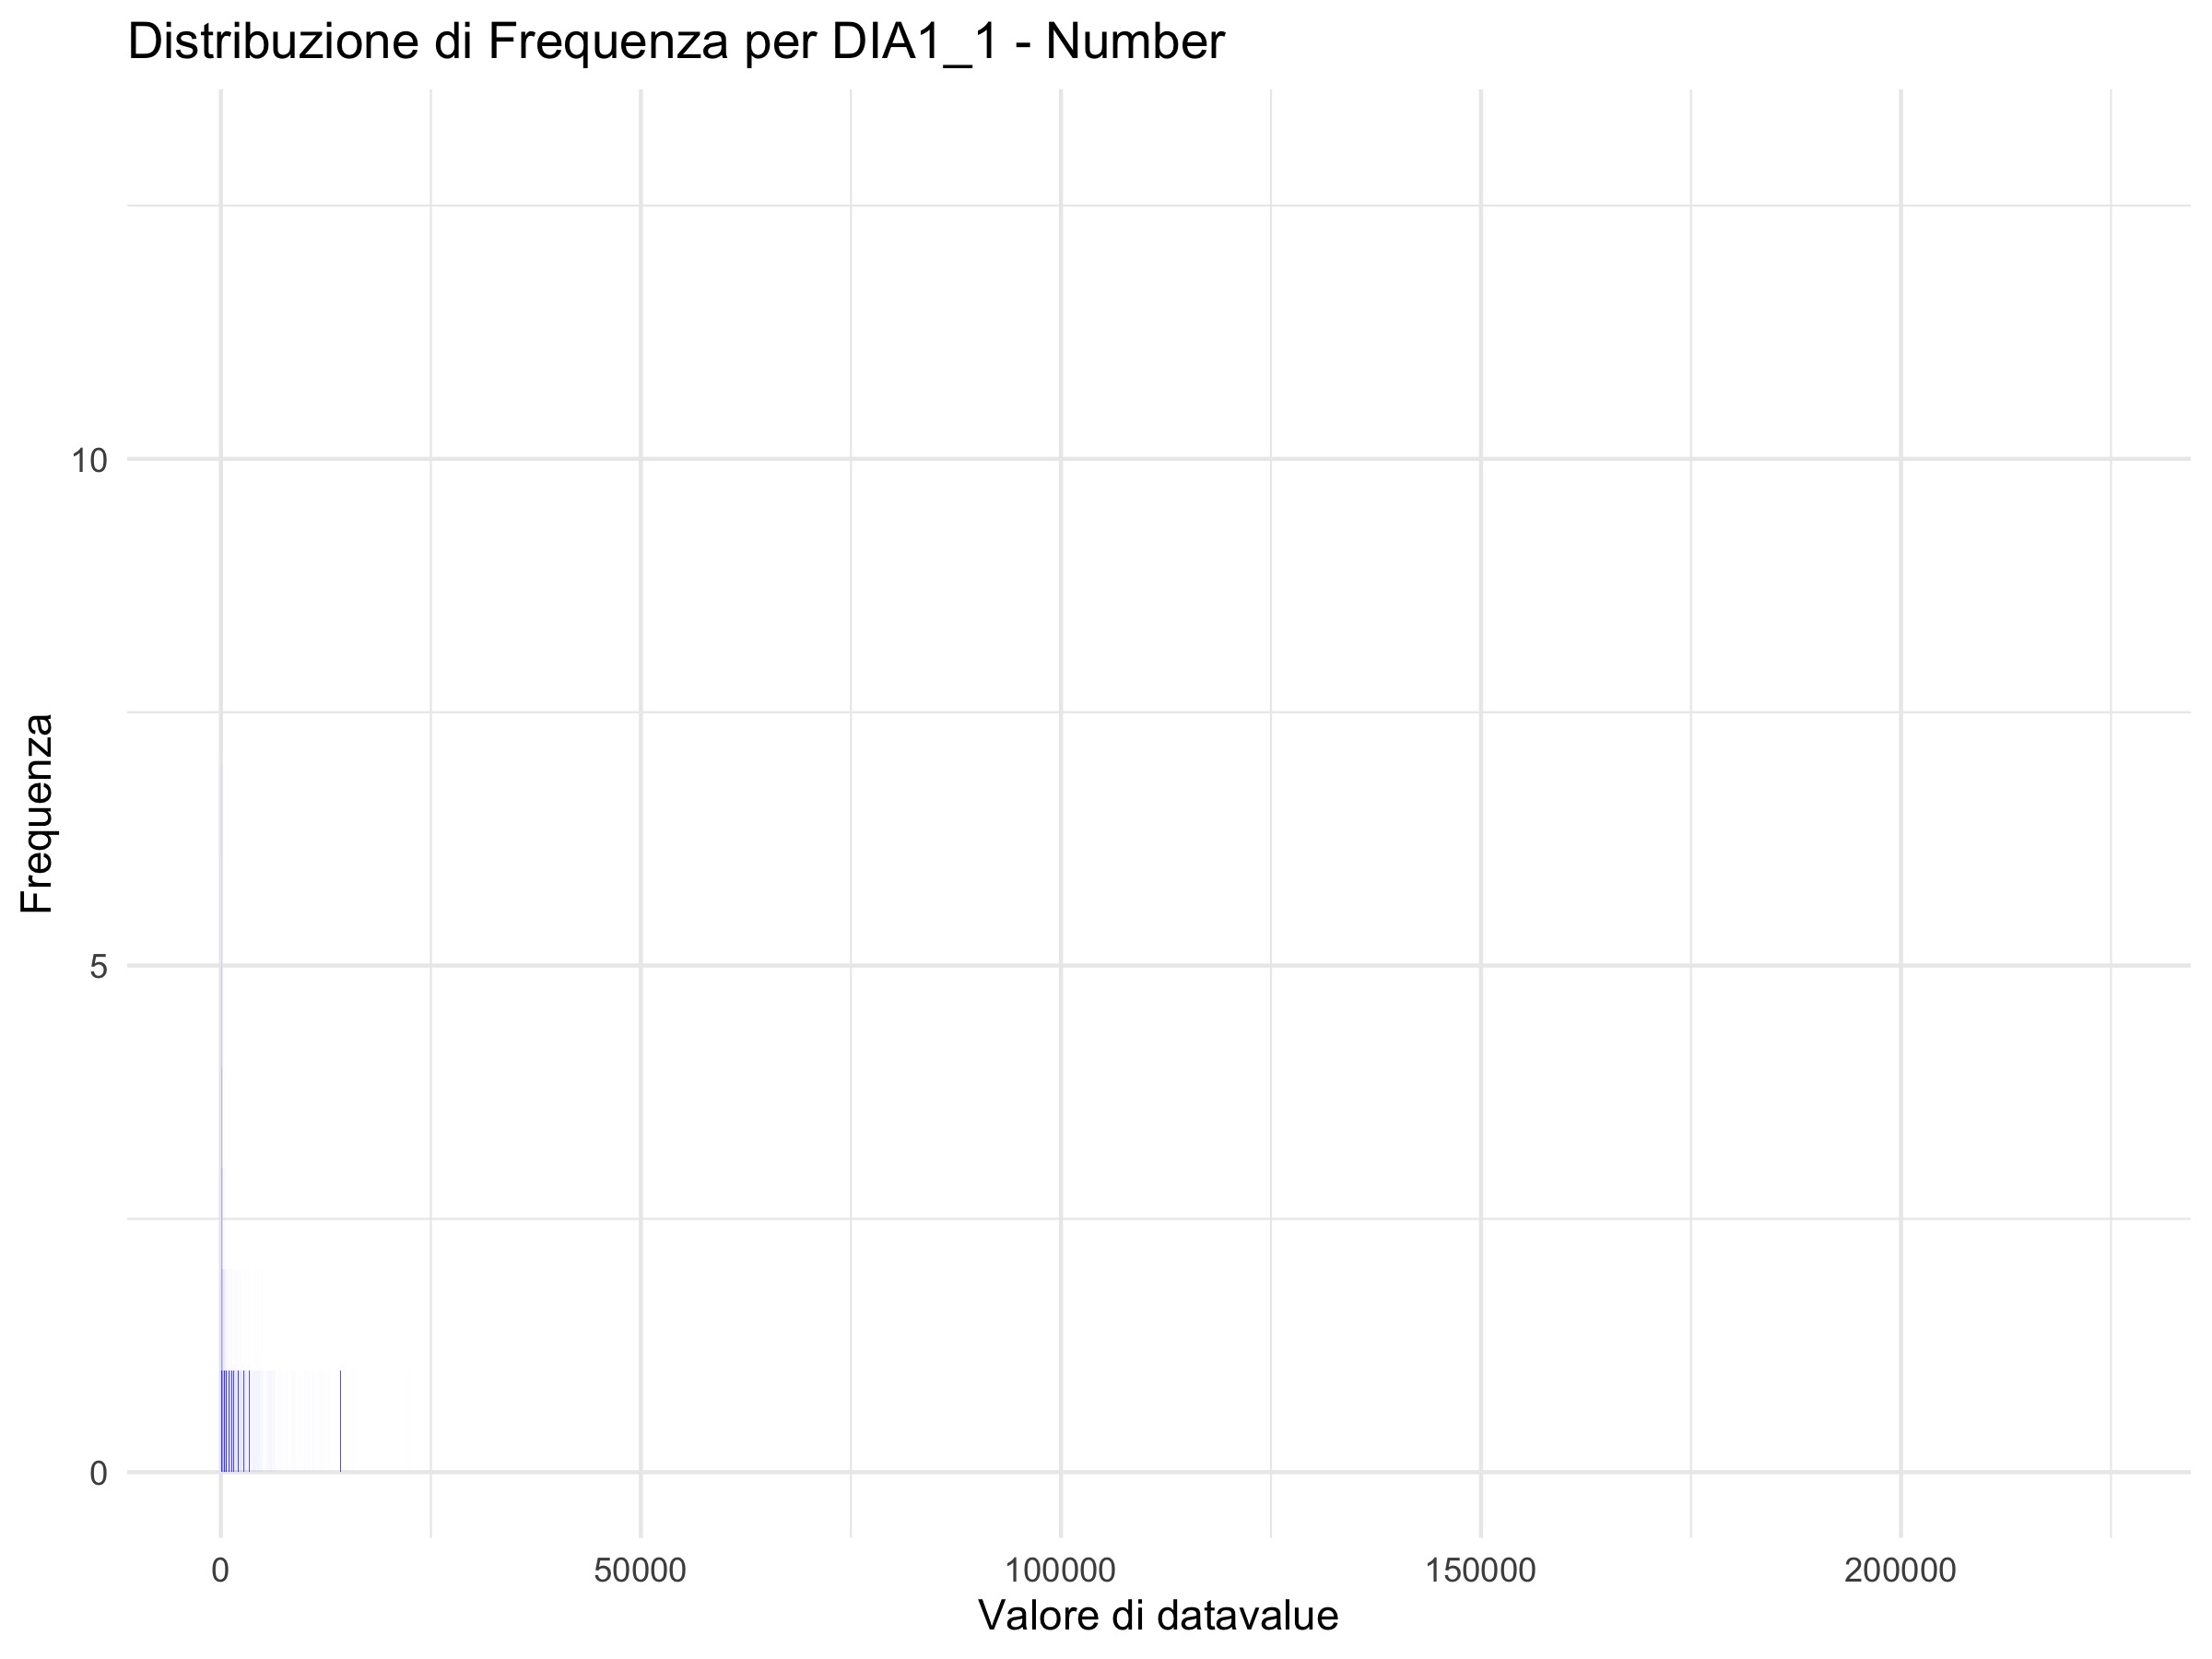 Distribuzione di Frequenza per DIA1_1 - Number
Frequenza
10
5
0
0
50000
100000
150000
200000
Valore di datavalue